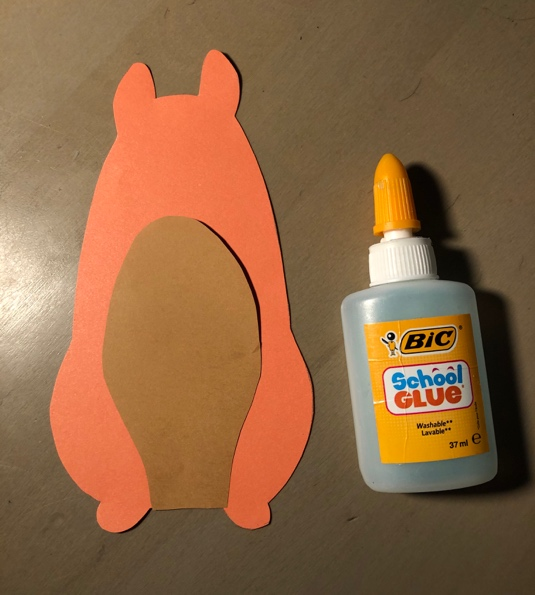 BiC
School
GLUE
Washable**
Lavable**
37 ml e